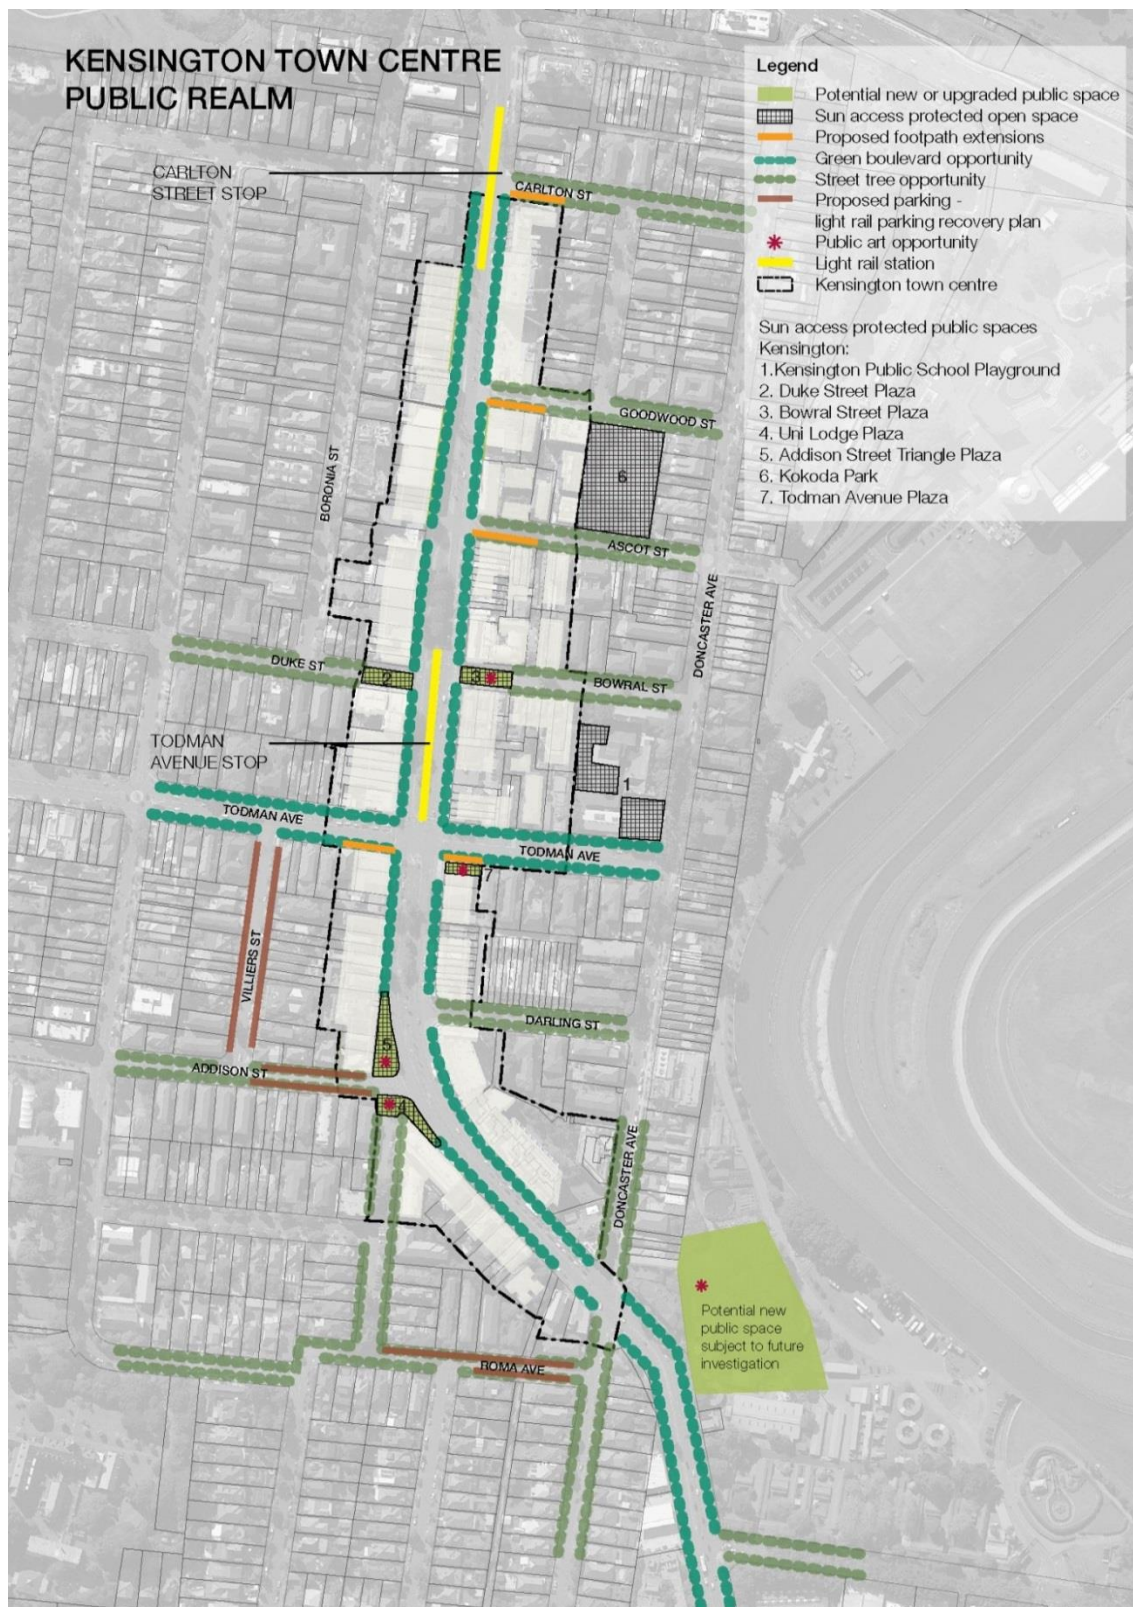 KENSINGTON TOWN CENTRE
PUBLIC REALM
Legend
Potential new or upgraded public space
Sun access protected open space
Proposed footpath extensions
Green boulevard opportunity
Street tree opportunity
Proposed parking -
light rail parking recovery plan
Public art opportunity
Light rail station
Kensington town centre
Sun access protected public spaces
Kensington:
1.Kensington Public School Playground
2. Duke Street Plaza
3. Bowral Street Plaza
4. Uni Lodge Plaza
5. Addison Street Triangle Plaza
6. Kokoda Park
7. Todman Avenue Plaza
CARLTON
STREET STOP
CARLTON ST
GOODWOOD ST
6
BORONIA ST
ASCOT ST
DONCASTER AVE
DUKE ST
2
3
BOWRAL ST
TODMAN
AVENUE STOP
1
TODMAN AVE
TODMAN AVE
7
VILLIERS ST
DARLING ST
5
ADDISON ST
4
DONCASTER AVE
Potential new
public space
subject to future
investigation
ROMA AVE